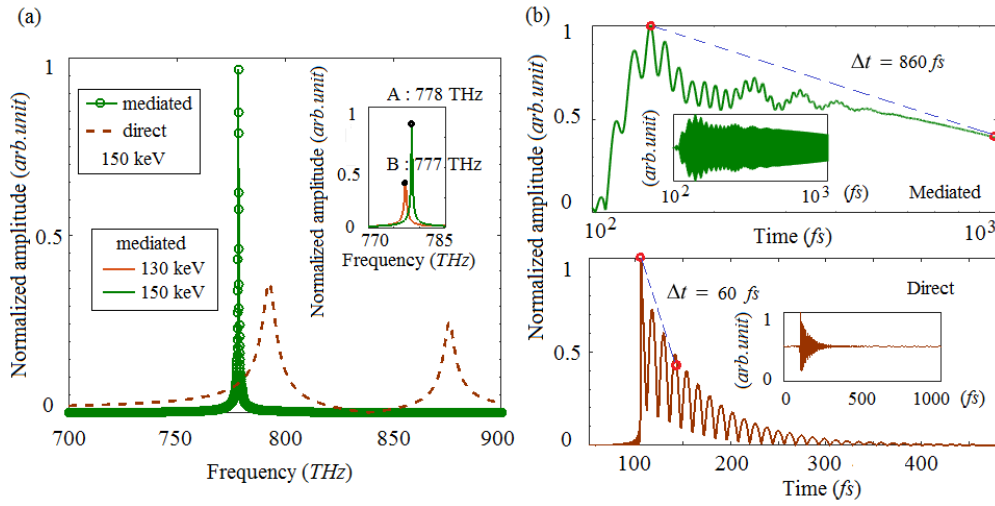 (a)
Normalized amplitude (arb.unit)
1
0.5
0
mediated
direct
150 keV
mediated
130 keV
150 keV
Normalized amplitude (arb.unit)
1
0.5
0
A : 778 THz
B : 777 THz
770 785
Frequency (THz)
700 750 800 850 900
Frequency (THz)
(b)
Normalized amplitude (arb.unit)
1
0.5
0
Δt = 860 fs
(arb.unit)
10² 10³ (fs)
Mediated
10² 10³
Time (fs)
1
0.5
0
Δt = 60 fs
Direct
(arb.unit)
1
0
0 500 1000 (fs)
100 200 300 400
Time (fs)